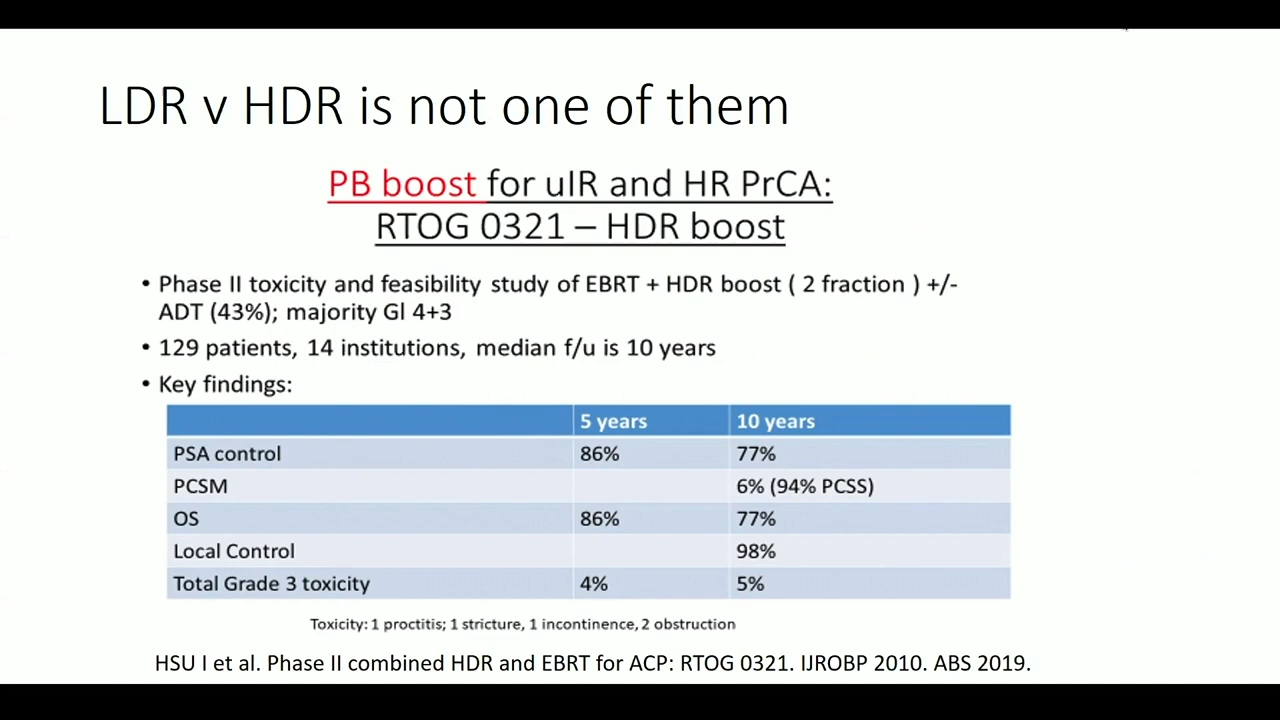 LDR v HDR is not one of them
PB boost for uIR and HR PrCA:
RTOG 0321 – HDR boost
• Phase II toxicity and feasibility study of EBRT + HDR boost ( 2 fraction ) +/-
ADT (43%); majority Gl 4+3
• 129 patients, 14 institutions, median f/u is 10 years
• Key findings:
5 years 10 years
PSA control 86% 77%
PCSM 6% (94% PCSS)
OS 86% 77%
Local Control 98%
Total Grade 3 toxicity 4% 5%
Toxicity: 1 proctitis; 1 stricture, 1 incontinence, 2 obstruction
HSU I et al. Phase II combined HDR and EBRT for ACP: RTOG 0321. IJROBP 2010. ABS 2019.